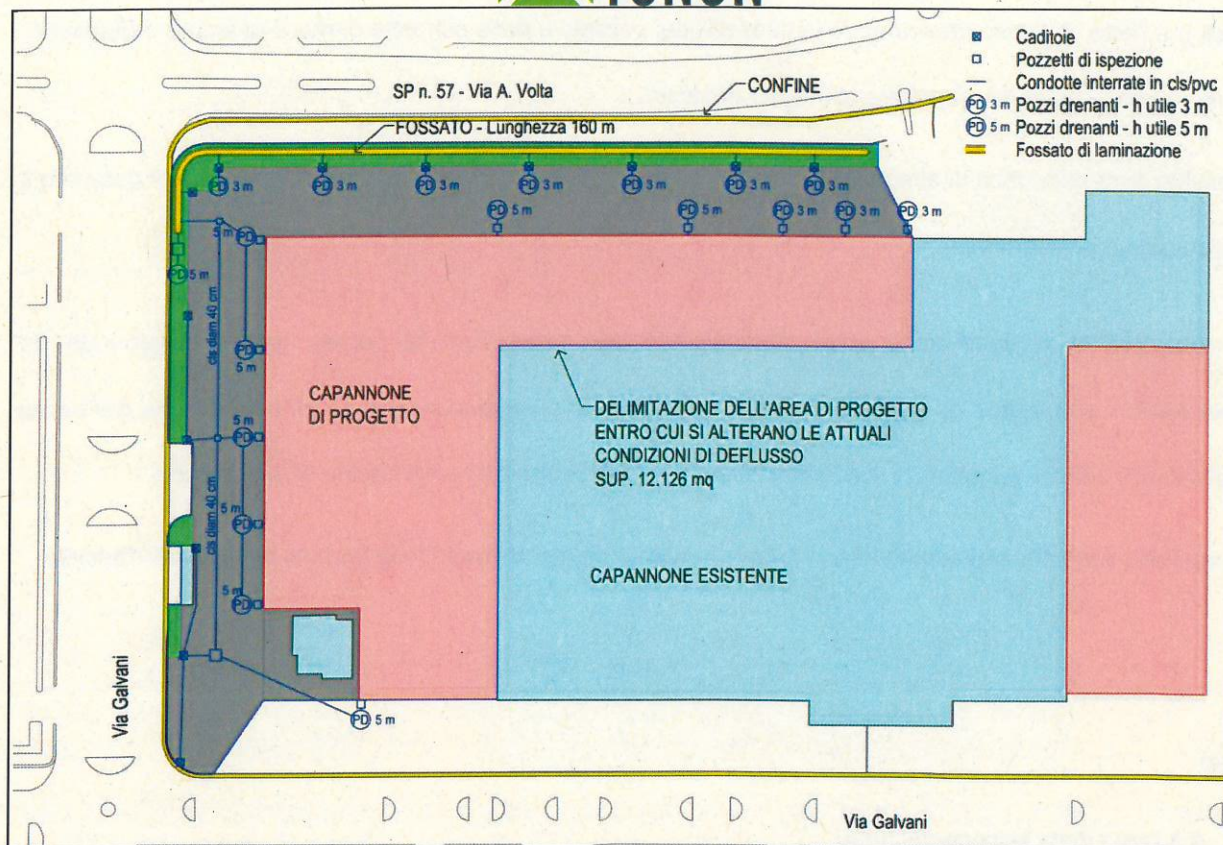 SP n. 57 - Via A. Volta
CONFINE
FOSSATO - Lunghezza 160 m
Caditoie
Pozzetti di ispezione
Condotte interrate in cls/pvc
PD 3 m Pozzi drenanti - h utile 3 m
PD 5 m Pozzi drenanti - h utile 5 m
Fossato di laminazione
PD 3 m
PD 3 m
PD 3 m
PD 3 m
PD 3 m
PD 3 m
PD 3 m
PD 5 m
PD 5 m
PD 3 m
PD 3 m
PD 3 m
5 m PD
PD 5 m
cls diam 40 cm
PD
5 m
CAPANNONE
DI PROGETTO
DELIMITAZIONE DELL'AREA DI PROGETTO
ENTRO CUI SI ALTERANO LE ATTUALI
CONDIZIONI DI DEFLUSSO
SUP. 12.126 mq
5 m
PD
5 m
PD
cls diam 40 cm
CAPANNONE ESISTENTE
5 m
PD
Via Galvani
PD 5 m
Via Galvani